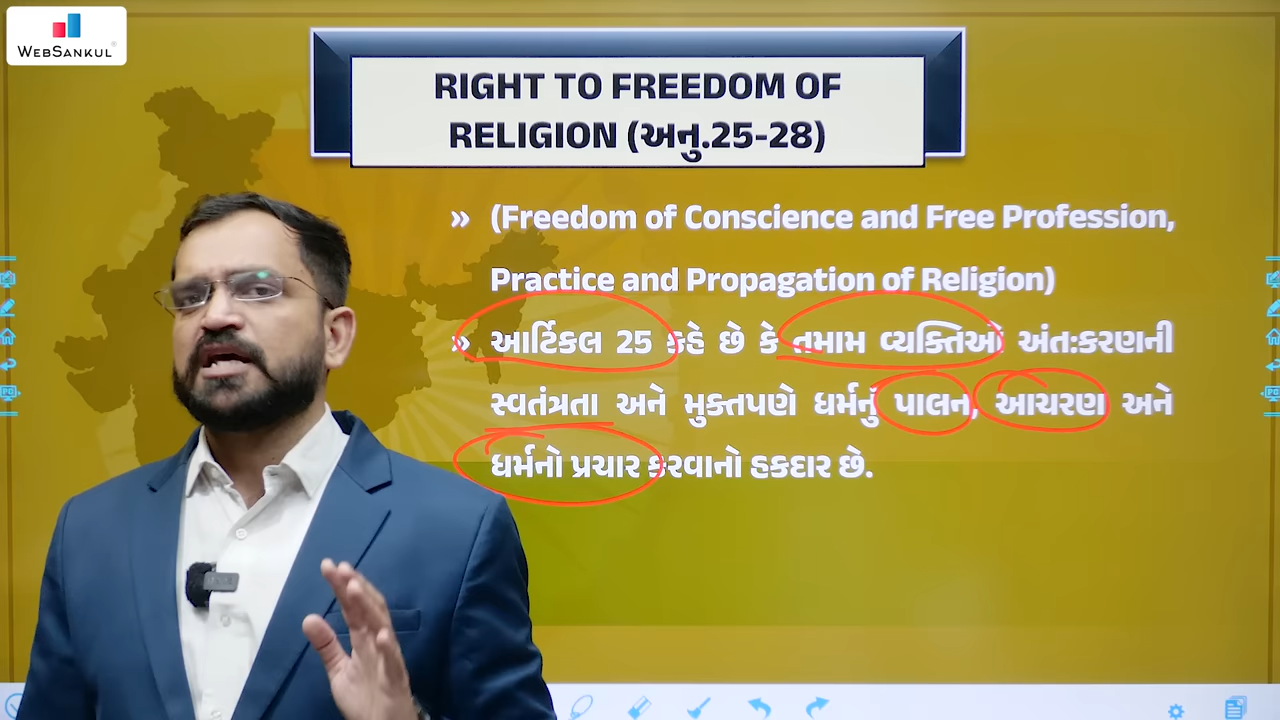 WEBSANKUL
RIGHT TO FREEDOM OF
RELIGION (અનુ.25-28)
» (Freedom of Conscience and Free Profession,
Practice and Propagation of Religion)
» આર્ટિકલ 25 કહે છે કે તમામ વ્યક્તિઓ અંતઃકરણની
સ્વતંત્રતા અને મુક્તપણે ધર્મનું પાલન, આચરણ અને
ધર્મનો પ્રચાર કરવાનો હકદાર છે.